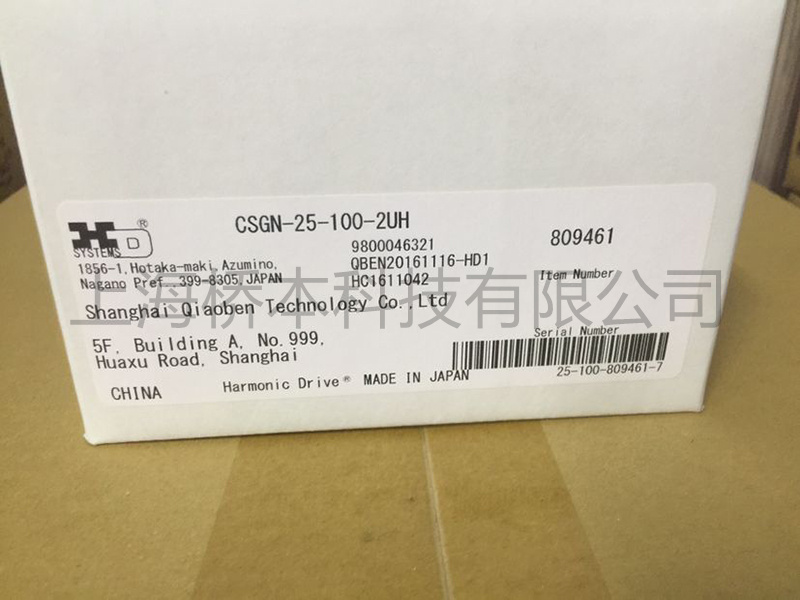 CSGN-25-100-2UH
HD®
SYSTEMS
1856-1, Hotaka-maki, Azumino,
Nagano Pref., 399-8305, JAPAN
9800046321
QBEN20161116-HD1
HC1611042
809461
Item Number
Shanghai Qiaoben Technology Co.,Ltd
上海桥本科技有限公司
5F, Building A, No.999,
Huaxu Road, Shanghai
Serial Number
25-100-809461-7
CHINA
Harmonic Drive® MADE IN JAPAN